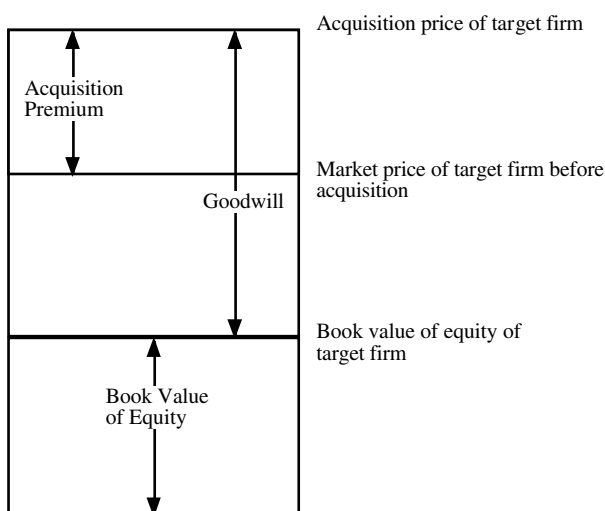 Acquisition price of target firm
Acquisition
Premium
Market price of target firm before
acquisition
Goodwill
Book value of equity of
target firm
Book Value
of Equity